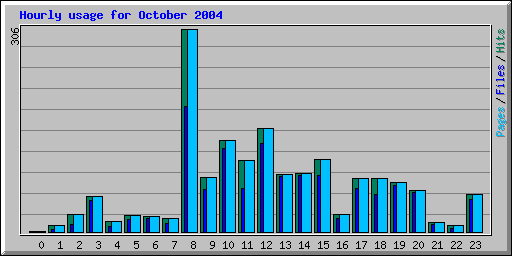 Hourly usage for October 2004
306
Pages / Files / Hits
0 1 2 3 4 5 6 7 8 9 10 11 12 13 14 15 16 17 18 19 20 21 22 23